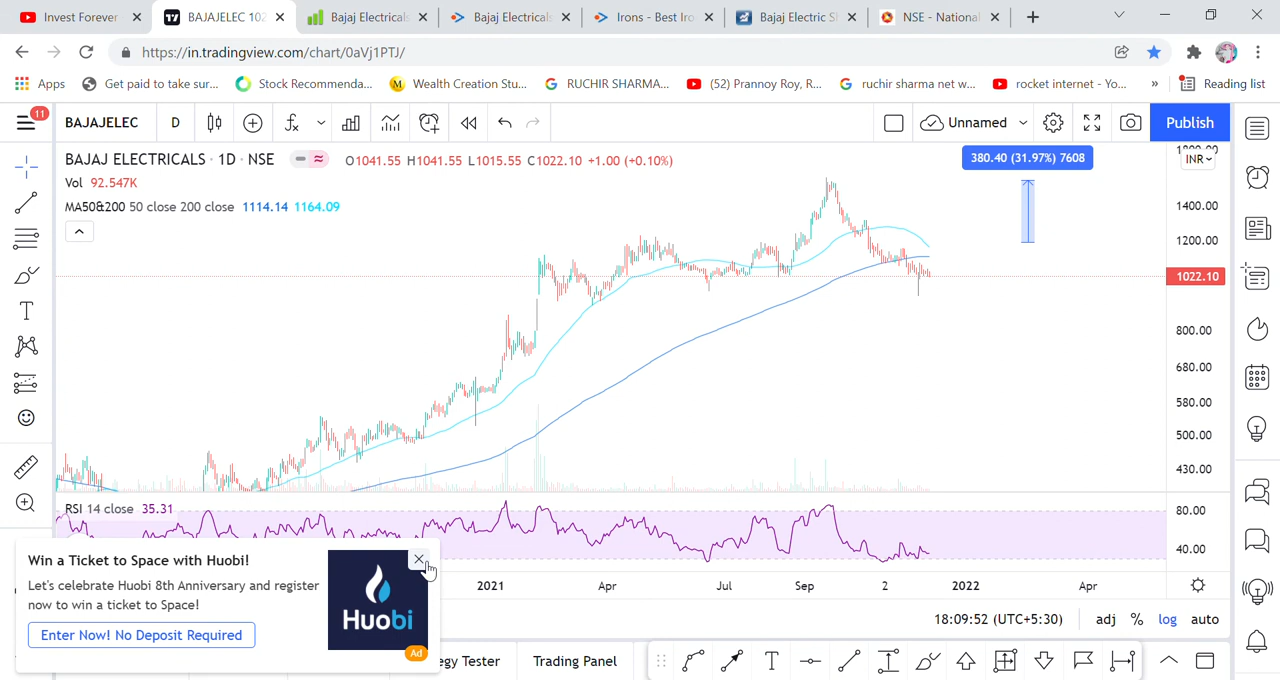 Invest Forever
BAJAJELEC 102
Bajaj Electricals
Bajaj Electricals
Irons - Best Iro
Bajaj Electric S
NSE - National
https://in.tradingview.com/chart/0aVj1PTJ/
Apps
Get paid to take sur...
Stock Recommenda...
Wealth Creation Stu...
RUCHIR SHARMA...
(52) Prannoy Roy, R...
ruchir sharma net w...
rocket internet - Yo...
»
Reading list
11
BAJAJELEC
D
Unnamed
Publish
BAJAJ ELECTRICALS · 1D · NSE
O1041.55 H1041.55 L1015.55 C1022.10 +1.00 (+0.10%)
380.40 (31.97%) 7608
INR
Vol 92.547K
MA50&200 50 close 200 close 1114.14 1164.09
1400.00
1200.00
1022.10
800.00
680.00
580.00
500.00
430.00
RSI 14 close 35.31
80.00
40.00
2021
Apr
Jul
Sep
2
2022
Apr
Win a Ticket to Space with Huobi!
Let's celebrate Huobi 8th Anniversary and register
now to win a ticket to Space!
Enter Now! No Deposit Required
Huobi
Ad
18:09:52 (UTC+5:30)
adj
%
log
auto
egy Tester
Trading Panel